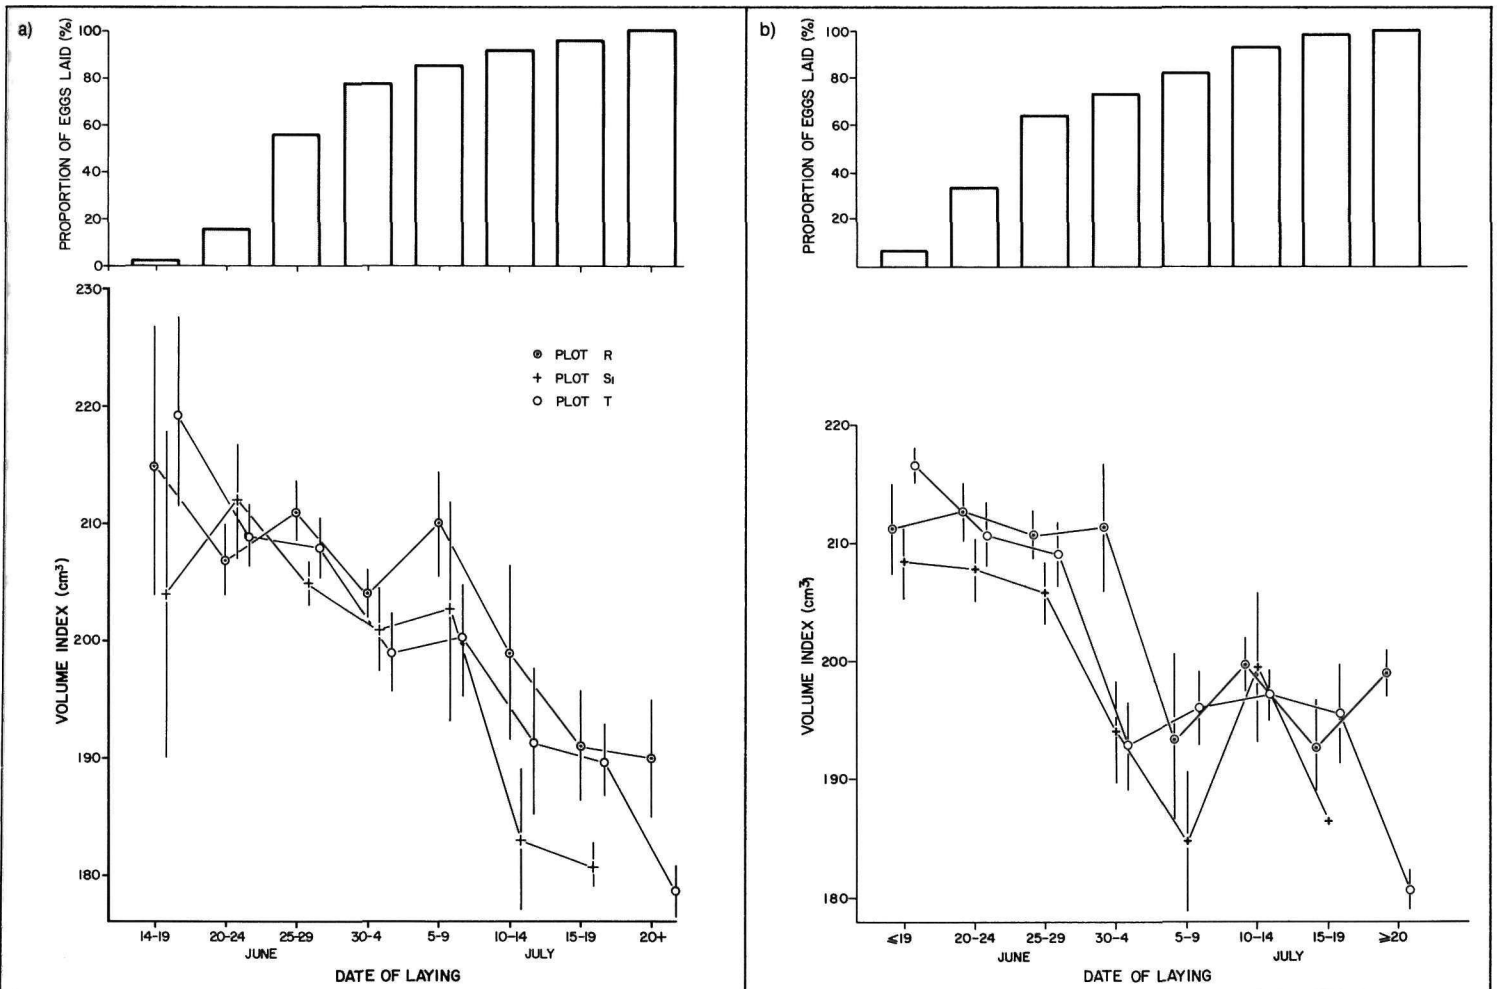 a)
PROPORTION OF EGGS LAID (%)
100
80
60
40
20
0
230
220
210
200
190
180
VOLUME INDEX (cm³)
PLOT R
PLOT S₁
PLOT T
14-19 20-24 25-29 30-4 5-9 10-14 15-19 20+
JUNE JULY
DATE OF LAYING
b)
PROPORTION OF EGGS LAID (%)
100
80
60
40
20
220
210
200
190
180
VOLUME INDEX (cm³)
≤19 20-24 25-29 30-4 5-9 10-14 15-19 ≥20
JUNE JULY
DATE OF LAYING